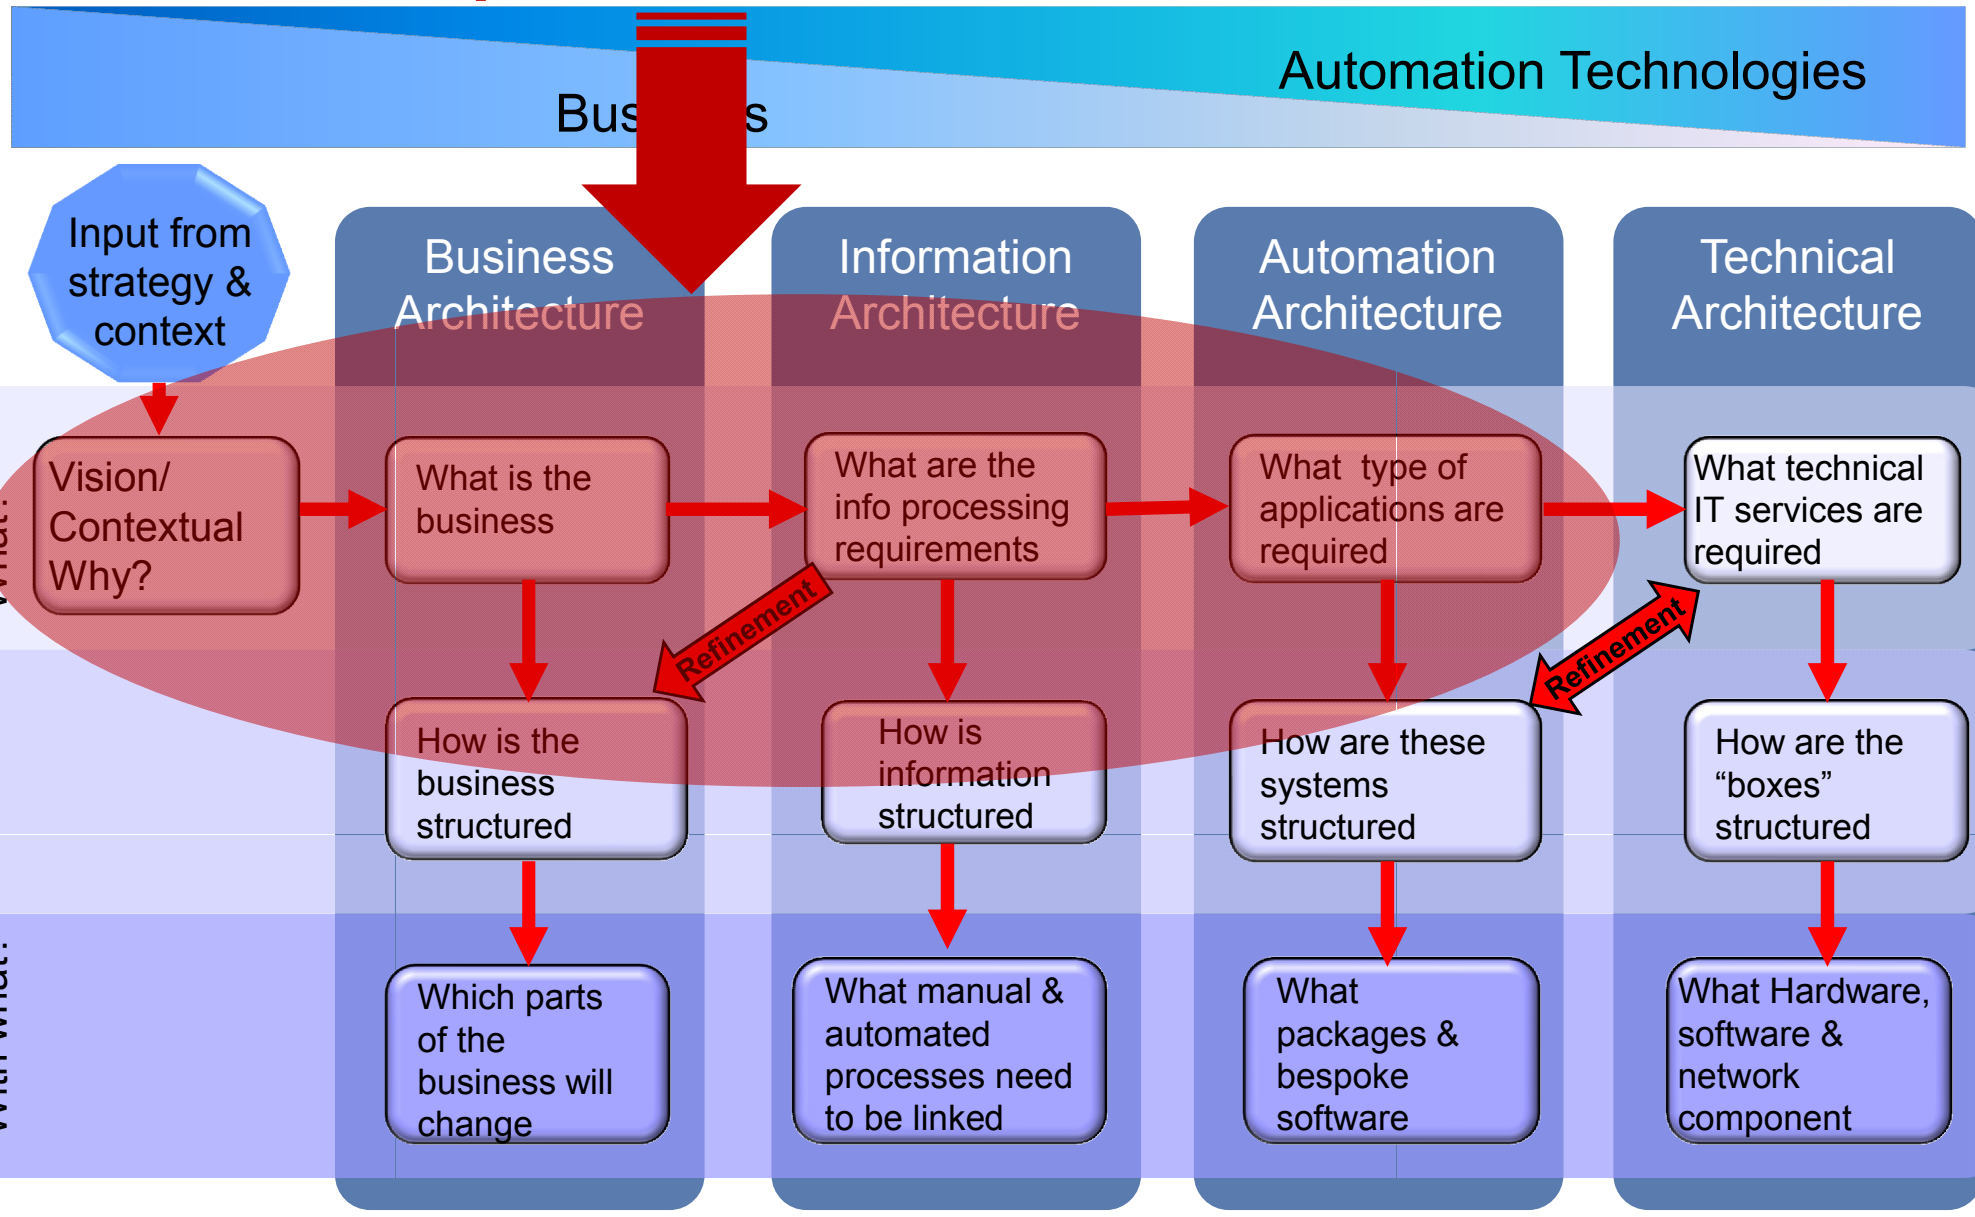 Automation Technologies
Input from
strategy &
context
Business
Architecture
Information
Architecture
Automation
Architecture
Technical
Architecture
Vision/
Contextual
Why?
What is the
business
What are the
info processing
requirements
What type of
applications are
required
What technical
IT services are
required
Refinement
Refinement
How is the
business
structured
How is
information
structured
How are these
systems
structured
How are the
“boxes”
structured
Which parts
of the
business will
change
What manual &
automated
processes need
to be linked
What
packages &
bespoke
software
What Hardware,
software &
network
component